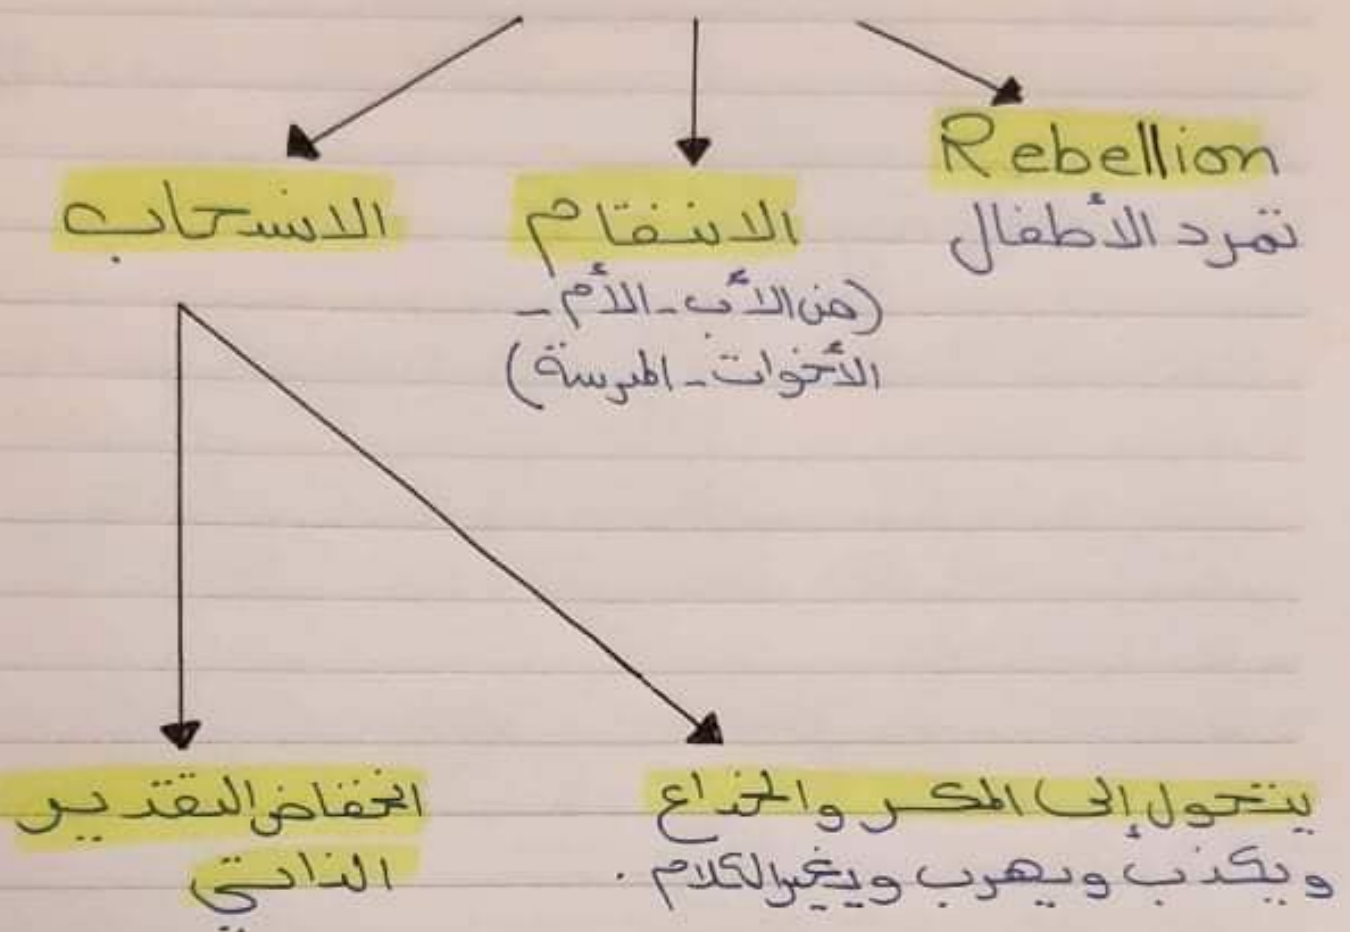 Rebellion
تمرد الأطفال
الانتقام
(من الأب - الأم -
الأخوات - المدرسة)
الانسحاب
يتحول إلى المكر والخداع
ويكذب ويهرب ويغير الكلام.
انخفاض التقدير
الذاتي